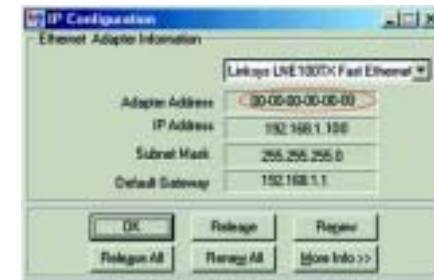 IP Configuration
Ethernet Adapter Information
Linksys LNE100TX Fast Ethernet
Adapter Address 00-00-00-00-00-00
IP Address 192.168.1.100
Subnet Mask 255.255.255.0
Default Gateway 192.168.1.1
OK Release Renew
Release All Renew All More Info >>